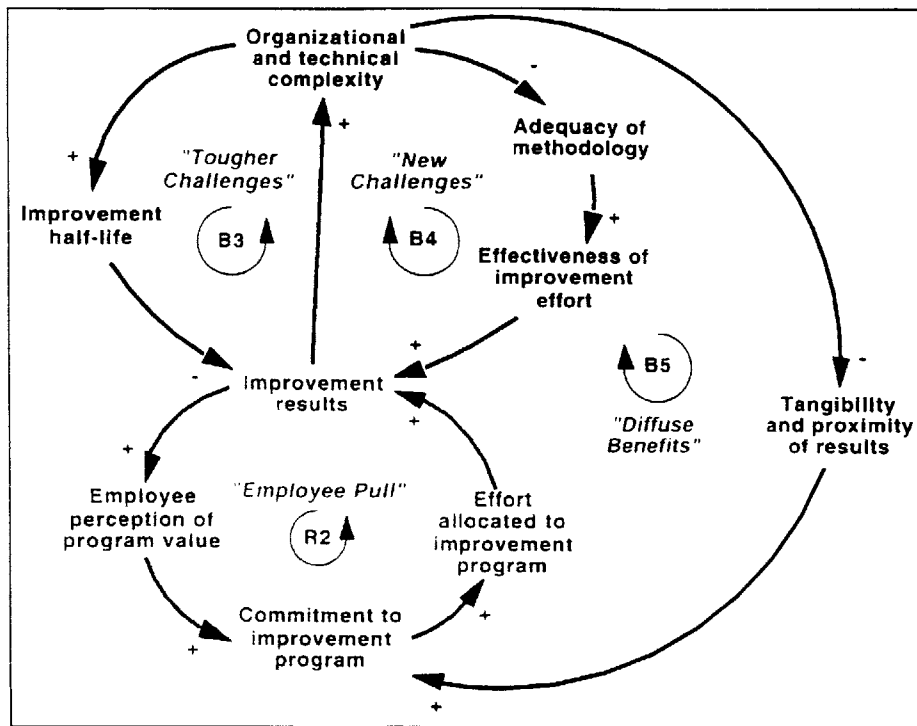 Organizational
and technical
complexity
-
+
Adequacy of
methodology
+
"Tougher
Challenges"
"New
Challenges"
Improvement
half-life
B3
B4
+
Effectiveness of
improvement
effort
+
B5
-
-
Improvement
results
"Diffuse
Benefits"
Tangibility
and proximity
of results
+
+
Employee
perception of
program value
"Employee Pull"
R2
Effort
allocated to
improvement
program
+
Commitment to
improvement
program
+
+